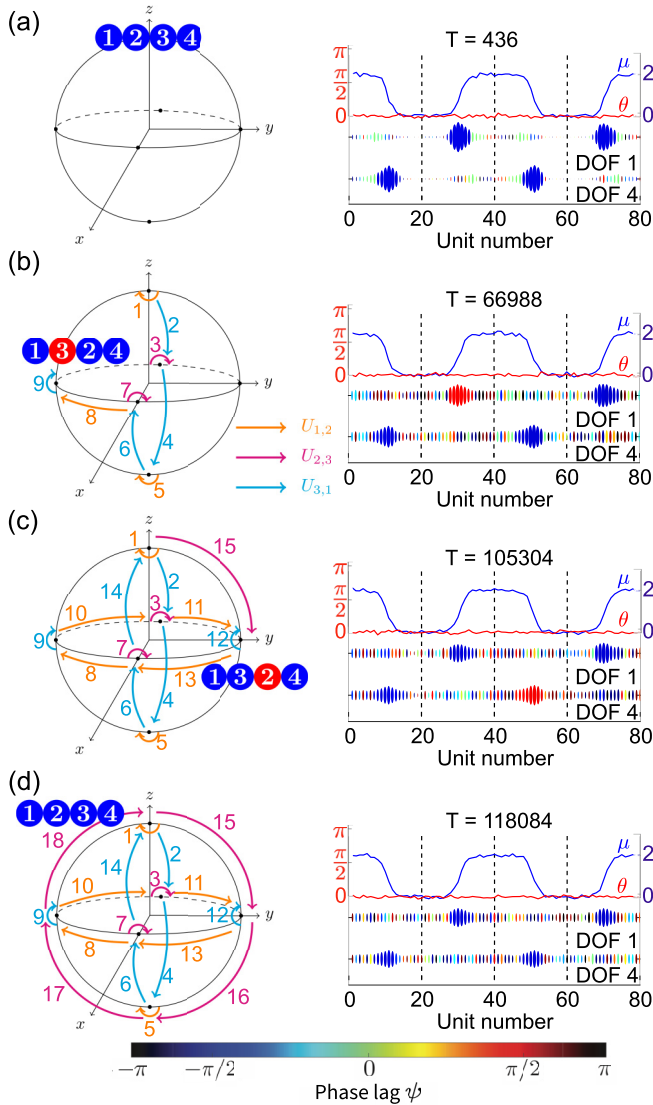 (a)
1 2 3 4
y
x
T = 436
π
π/2
0
μ
2
θ
0
DOF 1
DOF 4
0 20 40 60 80
Unit number
(b)
z
1
2
1 3 2 4
3
9
7
y
8
6
4
x
5
U1,2
U2,3
U3,1
T = 66988
π
π/2
0
μ
2
θ
0
DOF 1
DOF 4
0 20 40 60 80
Unit number
(c)
z
1
15
14
2
10
3
11
9
7
12
y
8
13
1 3 2 4
6
4
x
5
T = 105304
π
π/2
0
μ
2
θ
0
DOF 1
DOF 4
0 20 40 60 80
Unit number
(d)
z
1 2 3 4
18
1
15
14
2
10
3
11
9
7
12
y
8
13
6
4
17
16
x
5
T = 118084
π
π/2
0
μ
2
θ
0
DOF 1
DOF 4
0 20 40 60 80
Unit number
−π −π/2 0 π/2 π
Phase lag ψ